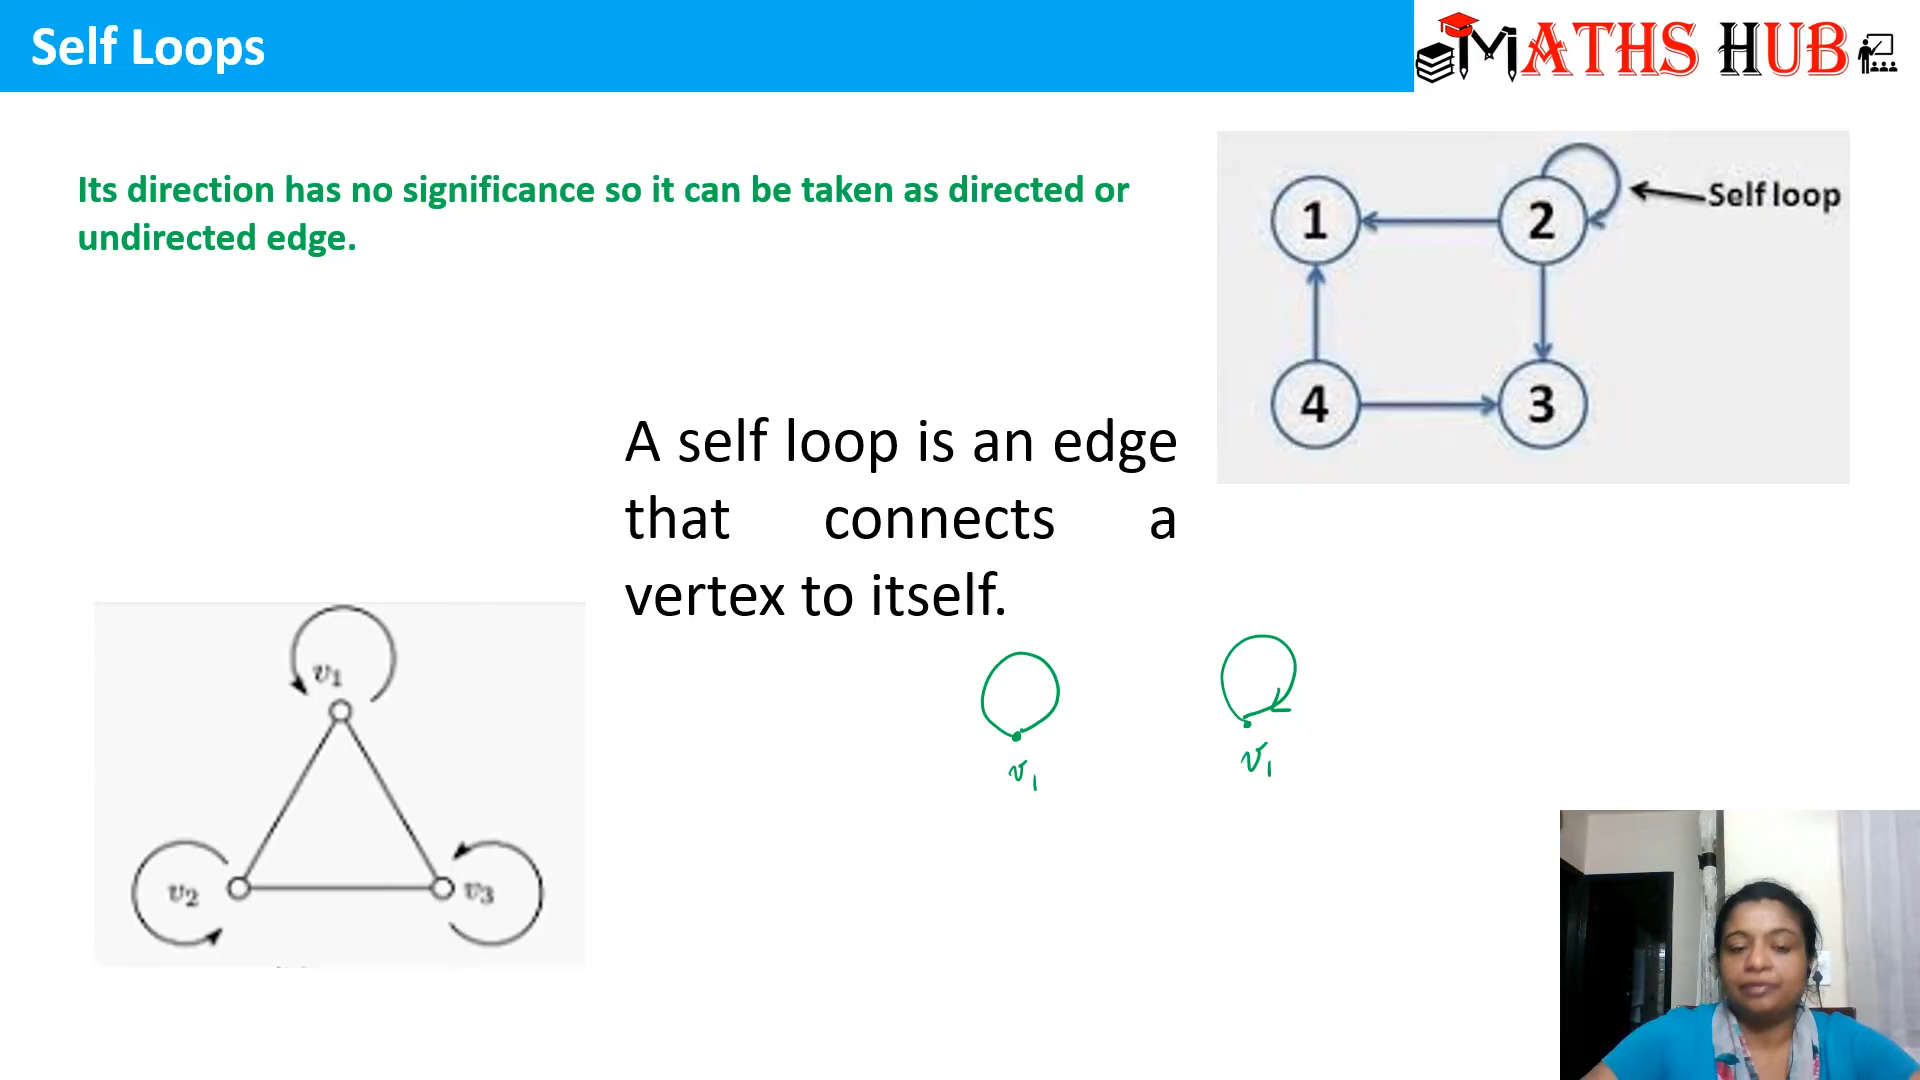 Self Loops
MATHS HUB
Its direction has no significance so it can be taken as directed or
undirected edge.
1
2
Self loop
4
3
A self loop is an edge
that connects a
vertex to itself.
v1
v2
v3
v1
v1